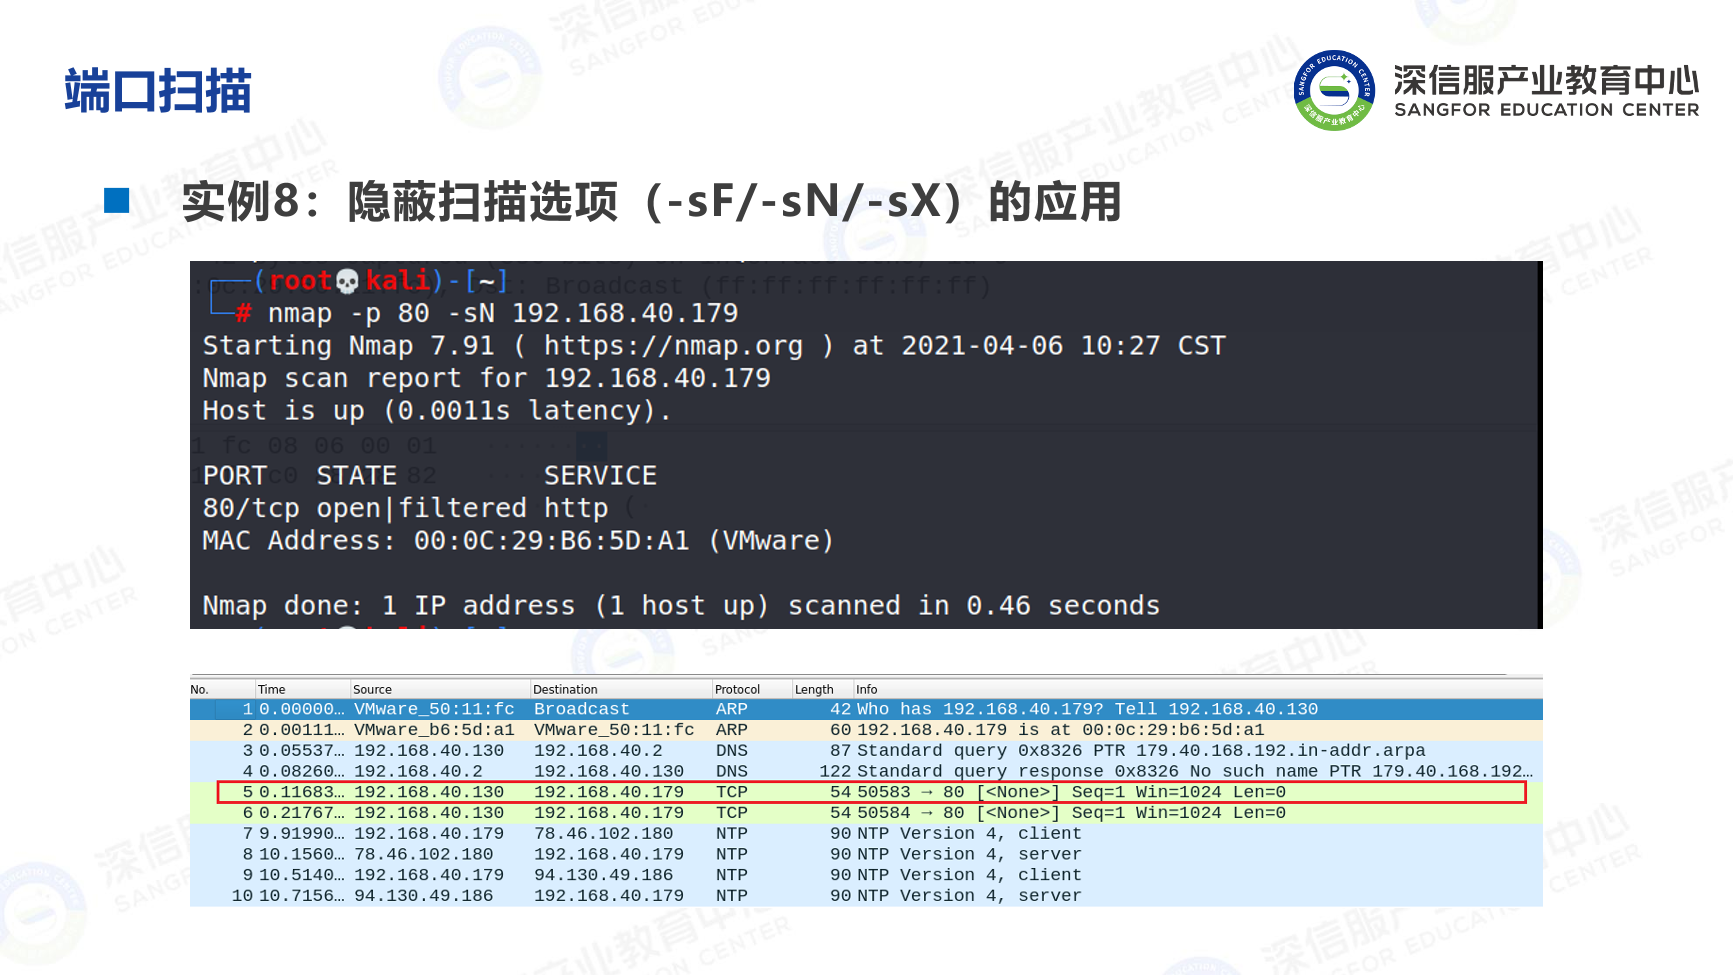 端口扫描
深信服产业教育中心
SANGFOR EDUCATION CENTER
■ 实例8：隐蔽扫描选项（-sF/-sN/-sX）的应用
(root💀kali)-[~]
# nmap -p 80 -sN 192.168.40.179
Starting Nmap 7.91 ( https://nmap.org ) at 2021-04-06 10:27 CST
Nmap scan report for 192.168.40.179
Host is up (0.0011s latency).
PORT STATE SERVICE
80/tcp open|filtered http
MAC Address: 00:0C:29:B6:5D:A1 (VMware)
Nmap done: 1 IP address (1 host up) scanned in 0.46 seconds
No. Time Source Destination Protocol Length Info
1 0.00000… VMware_50:11:fc Broadcast ARP 42 Who has 192.168.40.179? Tell 192.168.40.130
2 0.00111… VMware_b6:5d:a1 VMware_50:11:fc ARP 60 192.168.40.179 is at 00:0c:29:b6:5d:a1
3 0.05537… 192.168.40.130 192.168.40.2 DNS 87 Standard query 0x8326 PTR 179.40.168.192.in-addr.arpa
4 0.08260… 192.168.40.2 192.168.40.130 DNS 122 Standard query response 0x8326 No such name PTR 179.40.168.192…
5 0.11683… 192.168.40.130 192.168.40.179 TCP 54 50583 → 80 [<None>] Seq=1 Win=1024 Len=0
6 0.21767… 192.168.40.130 192.168.40.179 TCP 54 50584 → 80 [<None>] Seq=1 Win=1024 Len=0
7 9.91990… 192.168.40.179 78.46.102.180 NTP 90 NTP Version 4, client
8 10.1560… 78.46.102.180 192.168.40.179 NTP 90 NTP Version 4, server
9 10.5140… 192.168.40.179 94.130.49.186 NTP 90 NTP Version 4, client
10 10.7156… 94.130.49.186 192.168.40.179 NTP 90 NTP Version 4, server